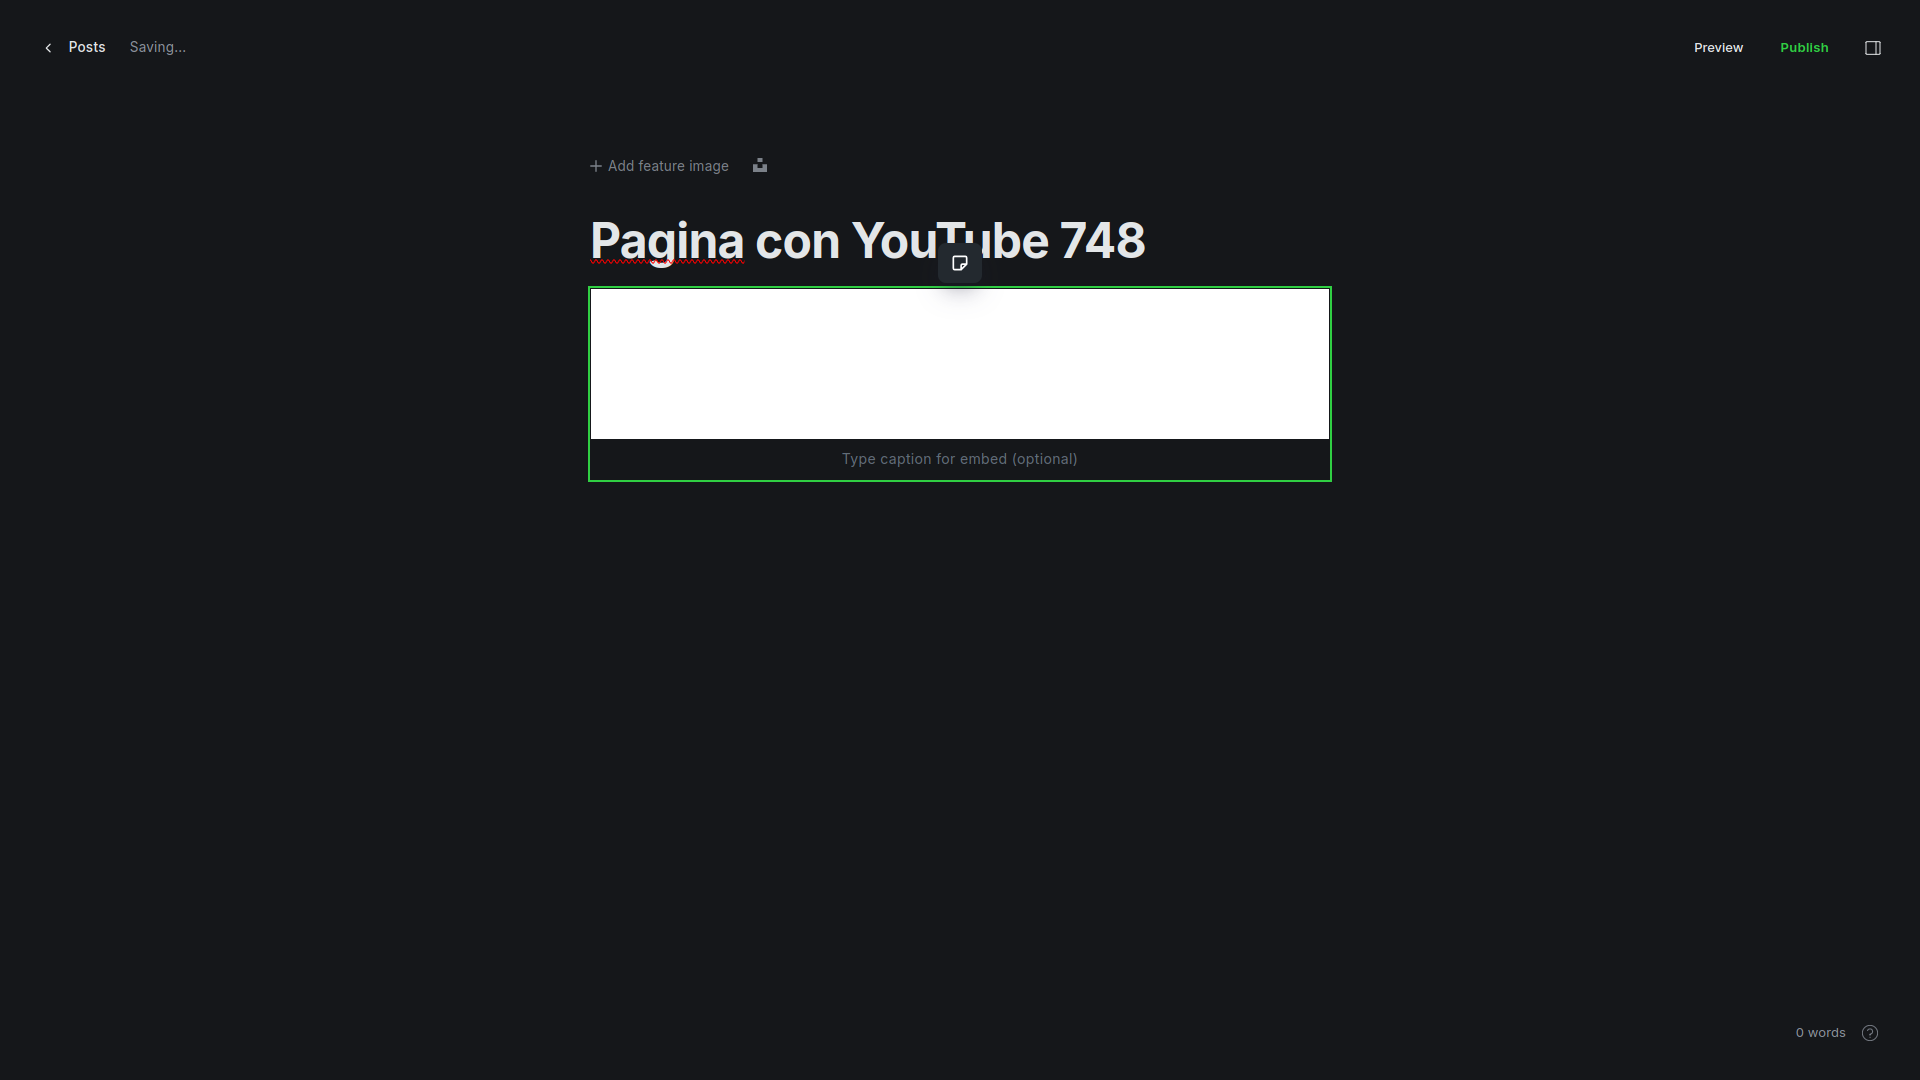 Posts
Saving...
Preview
Publish
Add feature image
Pagina con YouTube 748
Type caption for embed (optional)
0 words